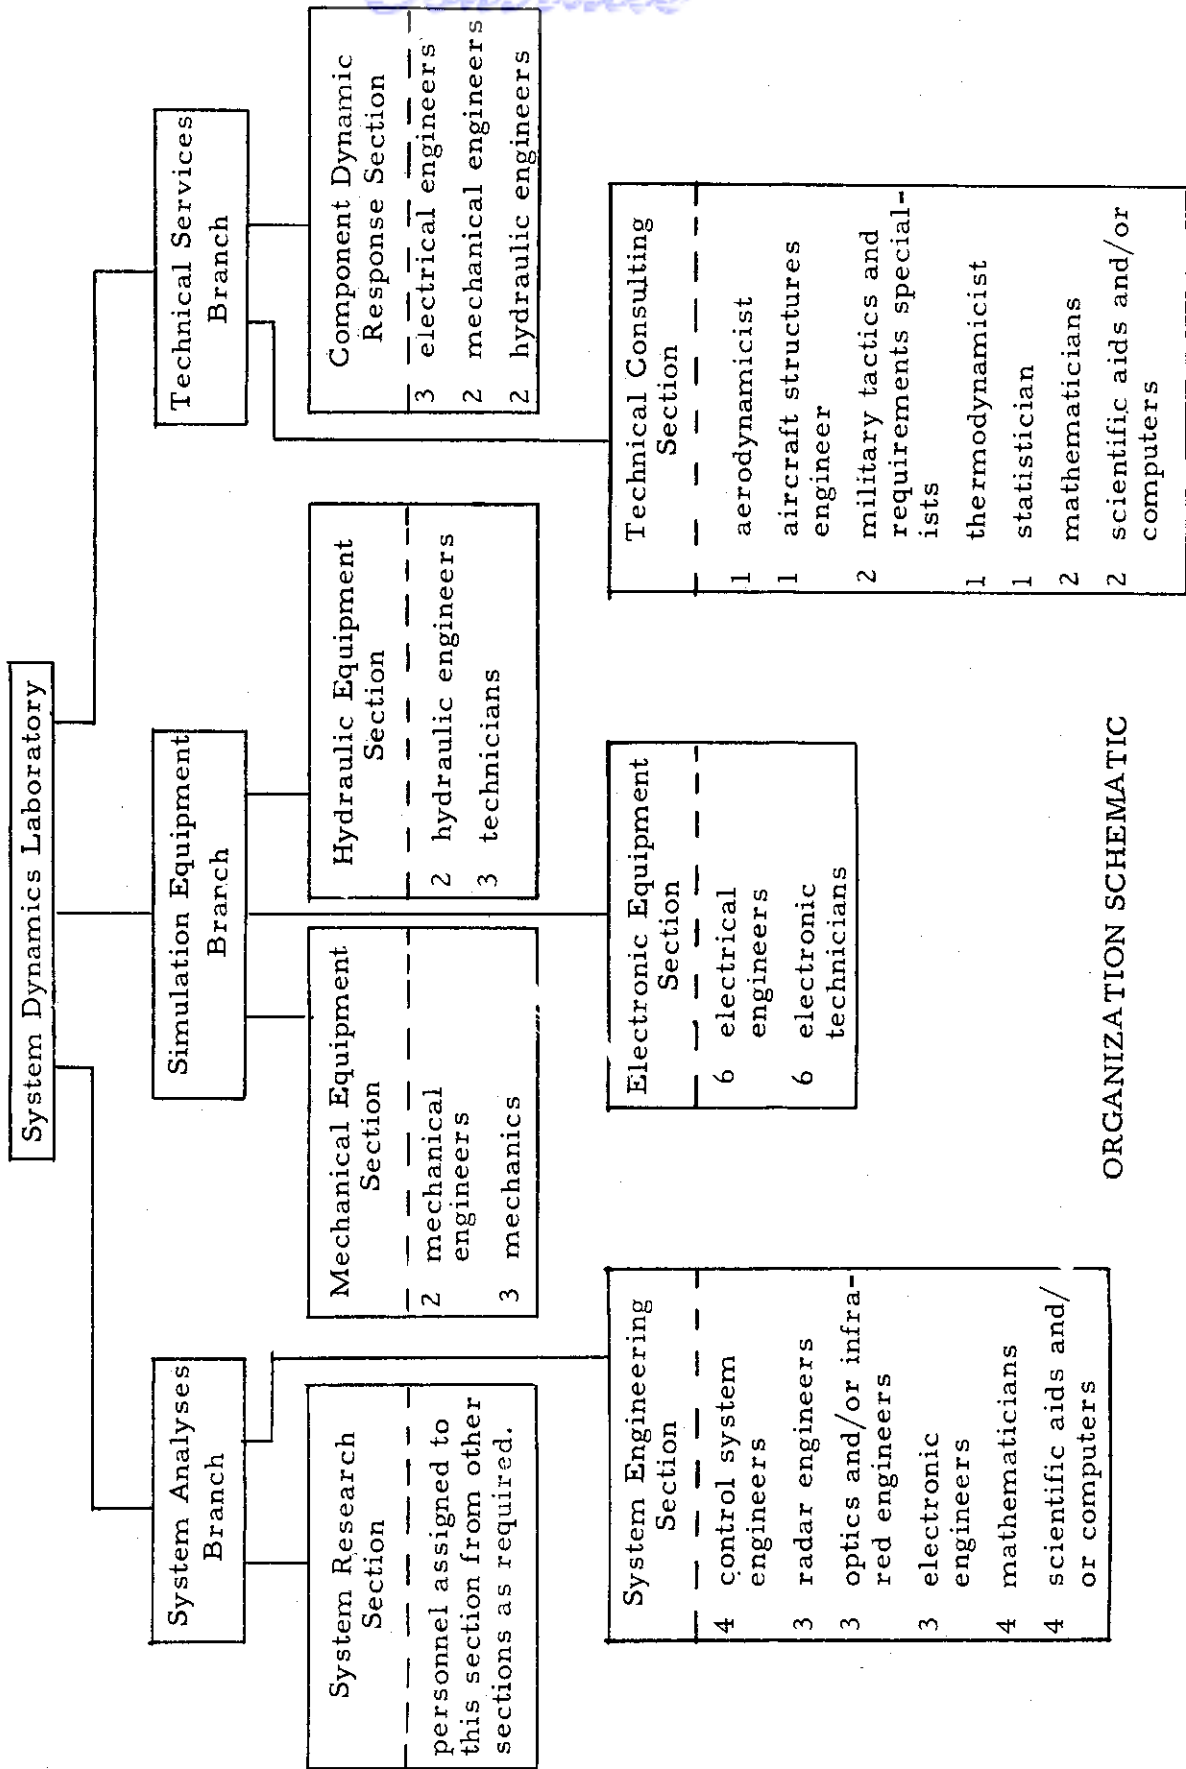 System Dynamics Laboratory
System Analyses
Branch
Simulation Equipment
Branch
Technical Services
Branch
System Research
Section
personnel assigned to
this section from other
sections as required.
Mechanical Equipment
Section
2 mechanical
engineers
3 mechanics
Hydraulic Equipment
Section
2 hydraulic engineers
3 technicians
Component Dynamic
Response Section
3 electrical engineers
2 mechanical engineers
2 hydraulic engineers
System Engineering
Section
4 control system
engineers
3 radar engineers
3 optics and/or infra-
red engineers
3 electronic
engineers
4 mathematicians
4 scientific aids and/
or computers
Electronic Equipment
Section
6 electrical
engineers
6 electronic
technicians
Technical Consulting
Section
1 aerodynamicist
1 aircraft structures
engineer
2 military tactics and
requirements special-
ists
1 thermodynamicist
1 statistician
2 mathematicians
2 scientific aids and/or
computers
ORGANIZATION SCHEMATIC